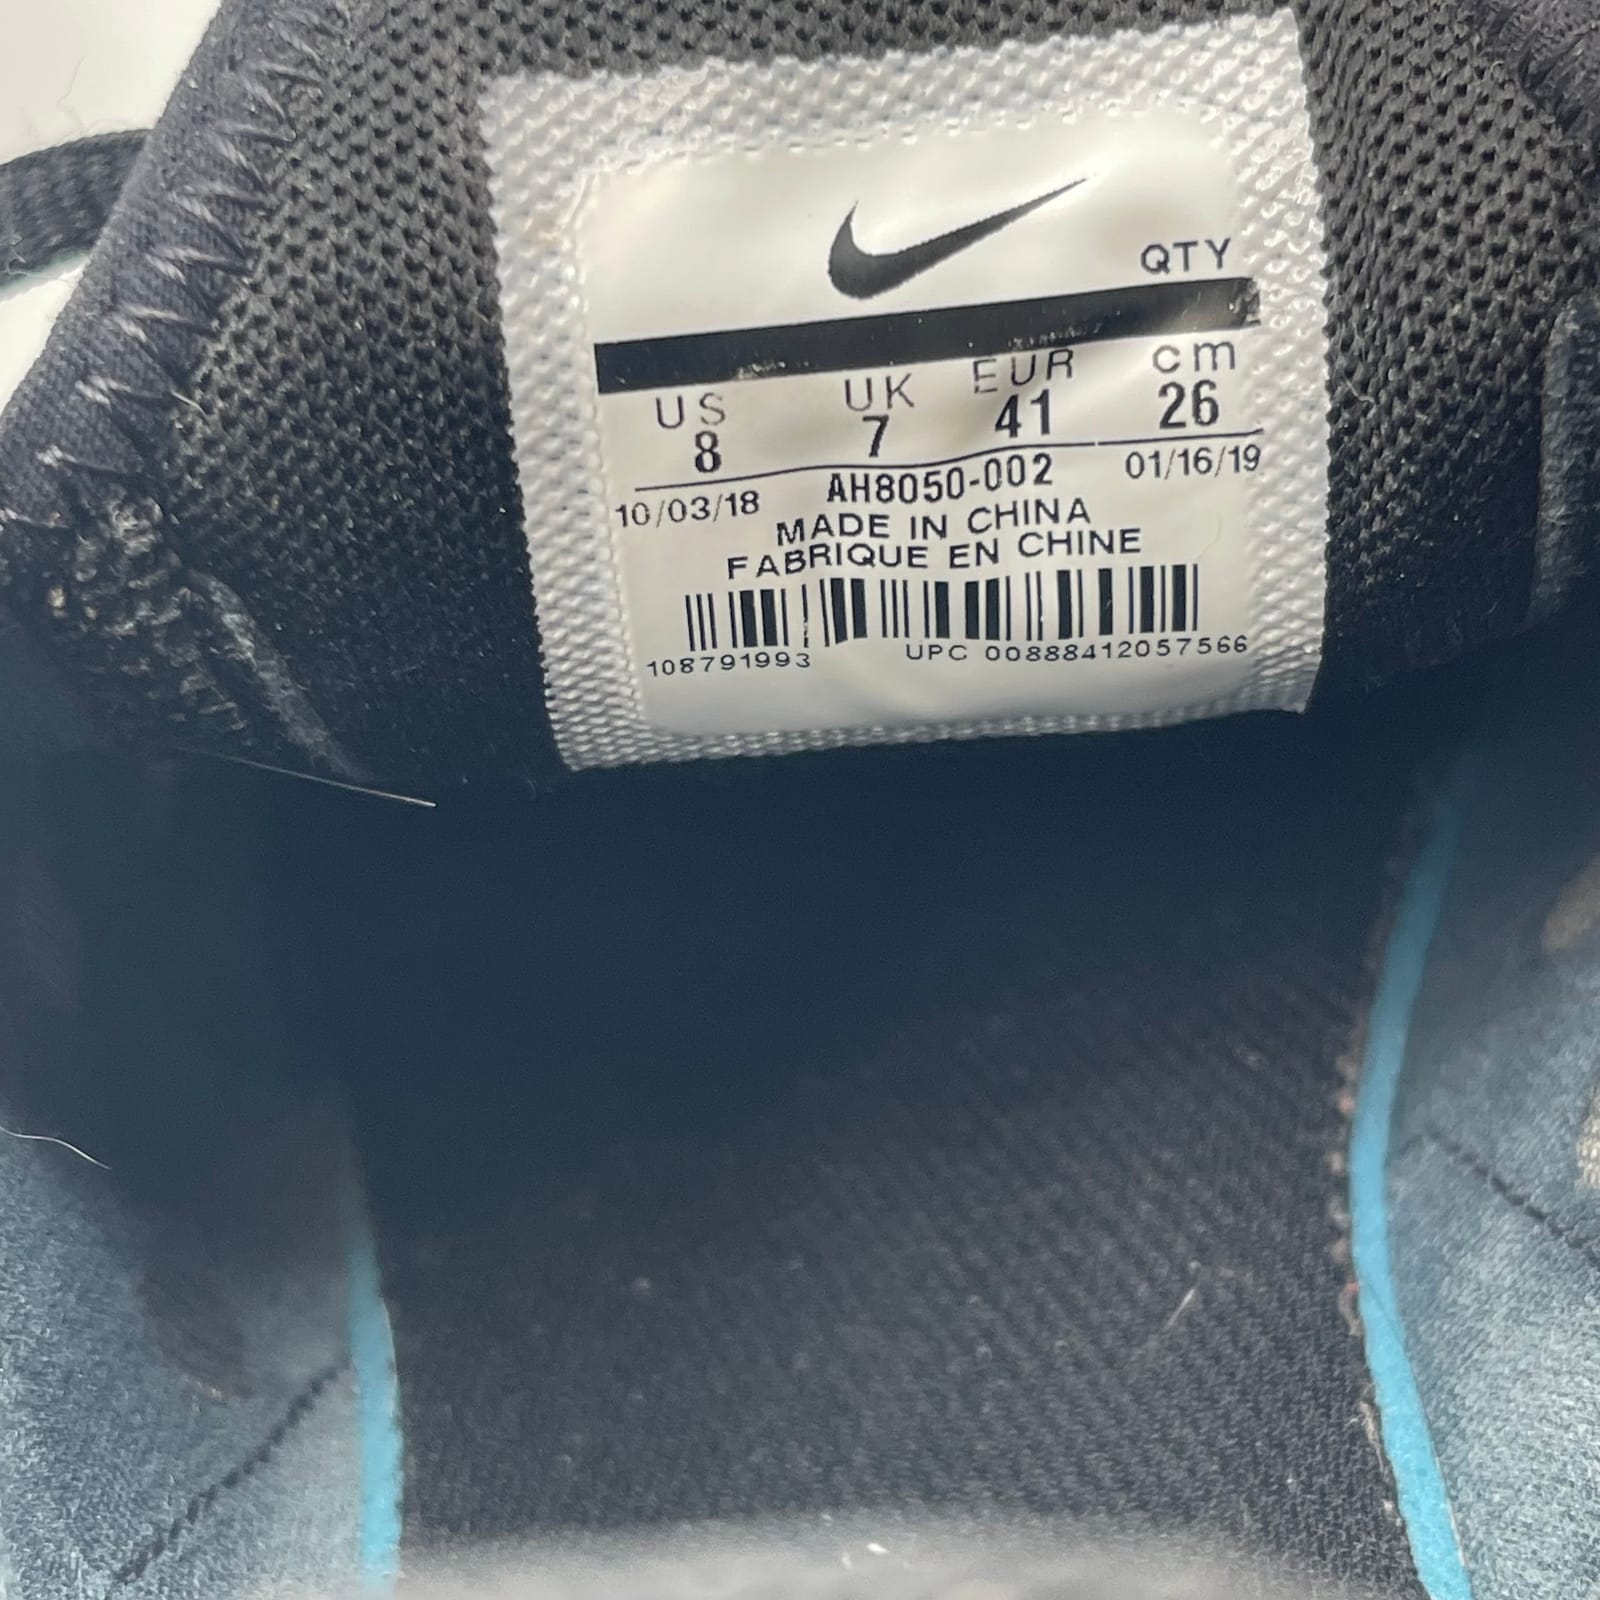 QTY
US UK EUR cm
8 7 41 26
10/03/18 AH8050-002 01/16/19
MADE IN CHINA
FABRIQUE EN CHINE
108791993 UPC 00888412057566